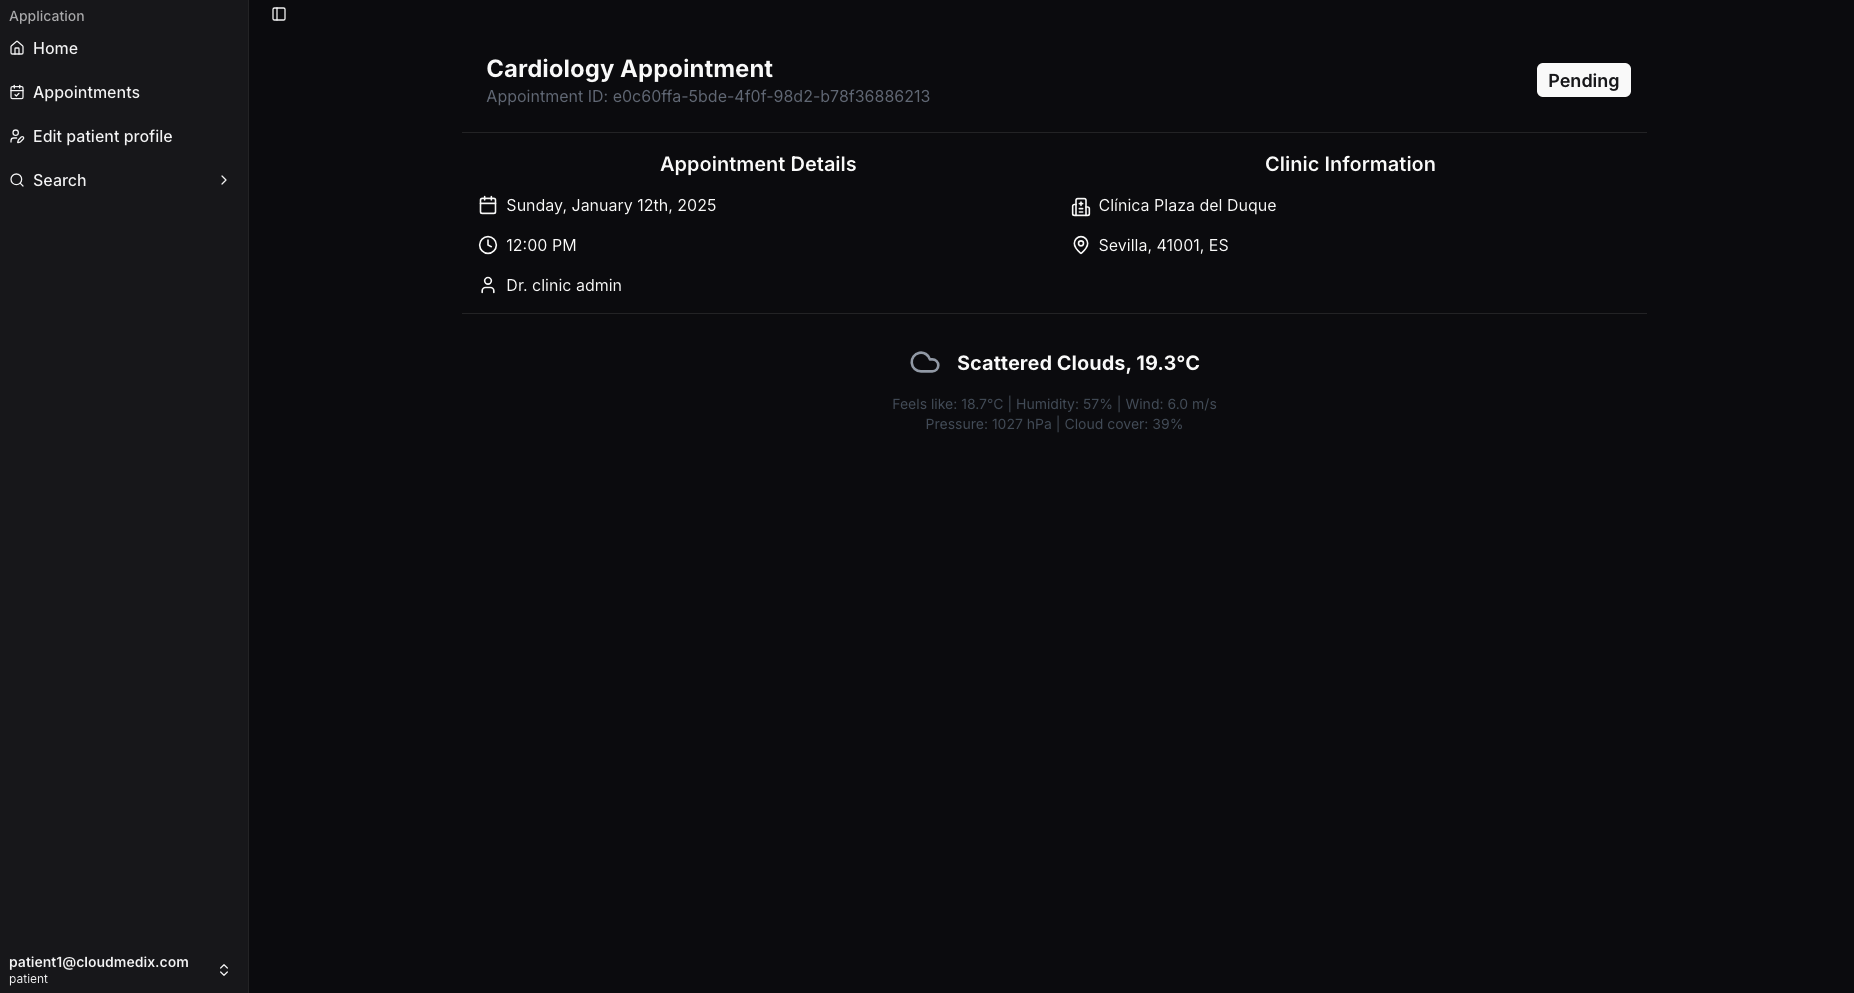 Application
Home
Appointments
Edit patient profile
Search
Cardiology Appointment
Appointment ID: e0c60ffa-5bde-4f0f-98d2-b78f36886213
Pending
Appointment Details
Sunday, January 12th, 2025
12:00 PM
Dr. clinic admin
Clinic Information
Clínica Plaza del Duque
Sevilla, 41001, ES
Scattered Clouds, 19.3°C
Feels like: 18.7°C | Humidity: 57% | Wind: 6.0 m/s
Pressure: 1027 hPa | Cloud cover: 39%
patient1@cloudmedix.com
patient